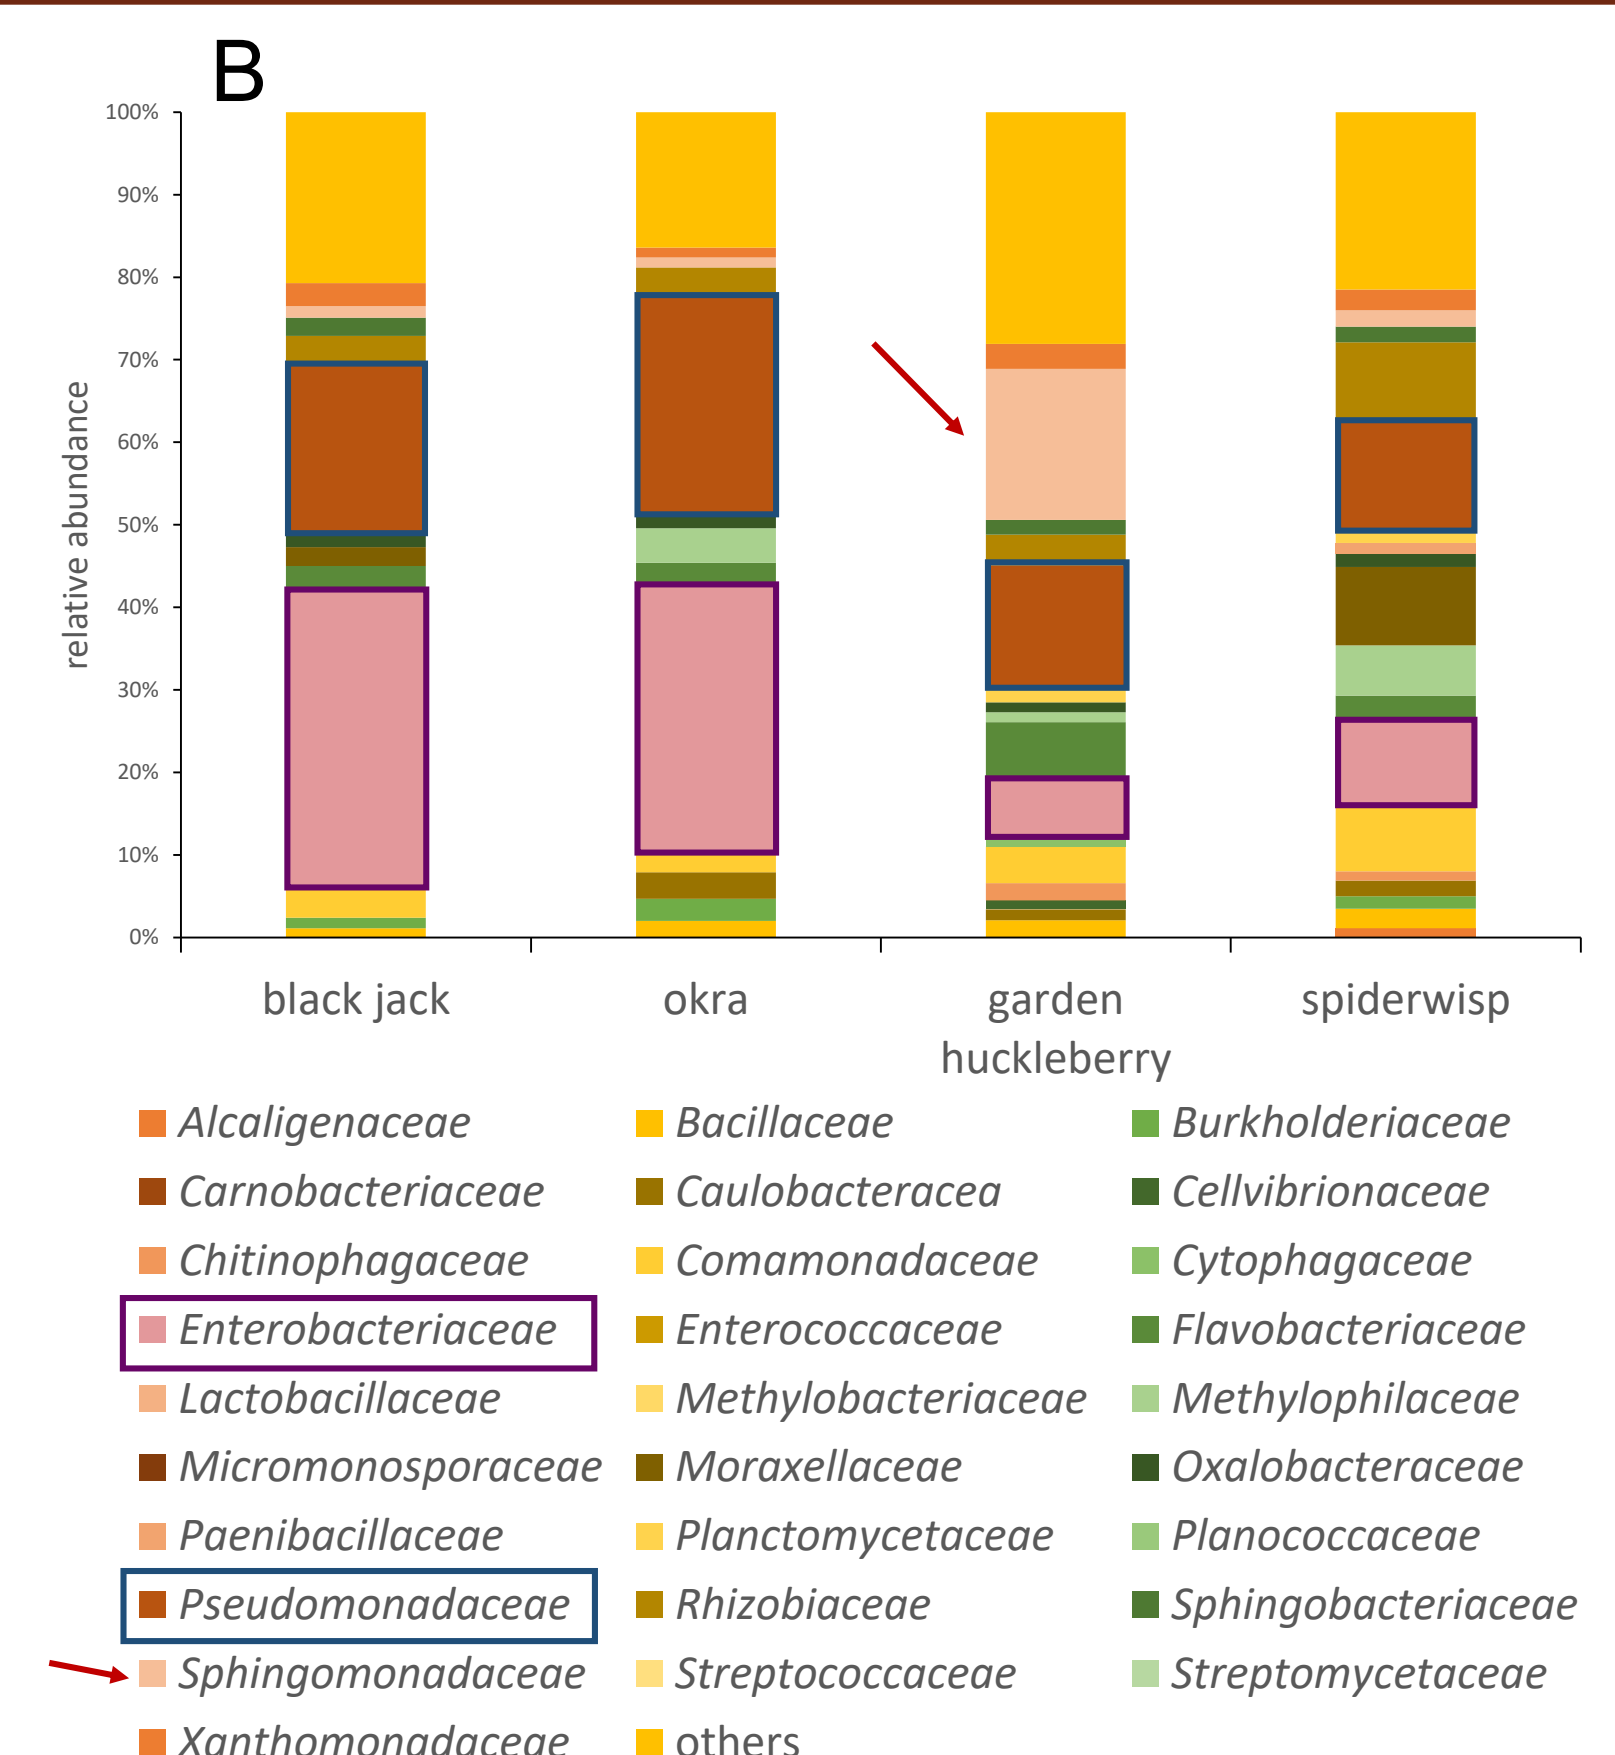 B
100%
90%
80%
70%
60%
50%
40%
30%
20%
10%
0%
relative abundance
black jack okra garden huckleberry spiderwisp
Alcaligenaceae Bacillaceae Burkholderiaceae
Carnobacteriaceae Caulobacteracea Cellvibrionaceae
Chitinophagaceae Comamonadaceae Cytophagaceae
Enterobacteriaceae Enterococcaceae Flavobacteriaceae
Lactobacillaceae Methylobacteriaceae Methylophilaceae
Micromonosporaceae Moraxellaceae Oxalobacteraceae
Paenibacillaceae Planctomycetaceae Planococcaceae
Pseudomonadaceae Rhizobiaceae Sphingobacteriaceae
Sphingomonadaceae Streptococcaceae Streptomycetaceae
Xanthomonadaceae others